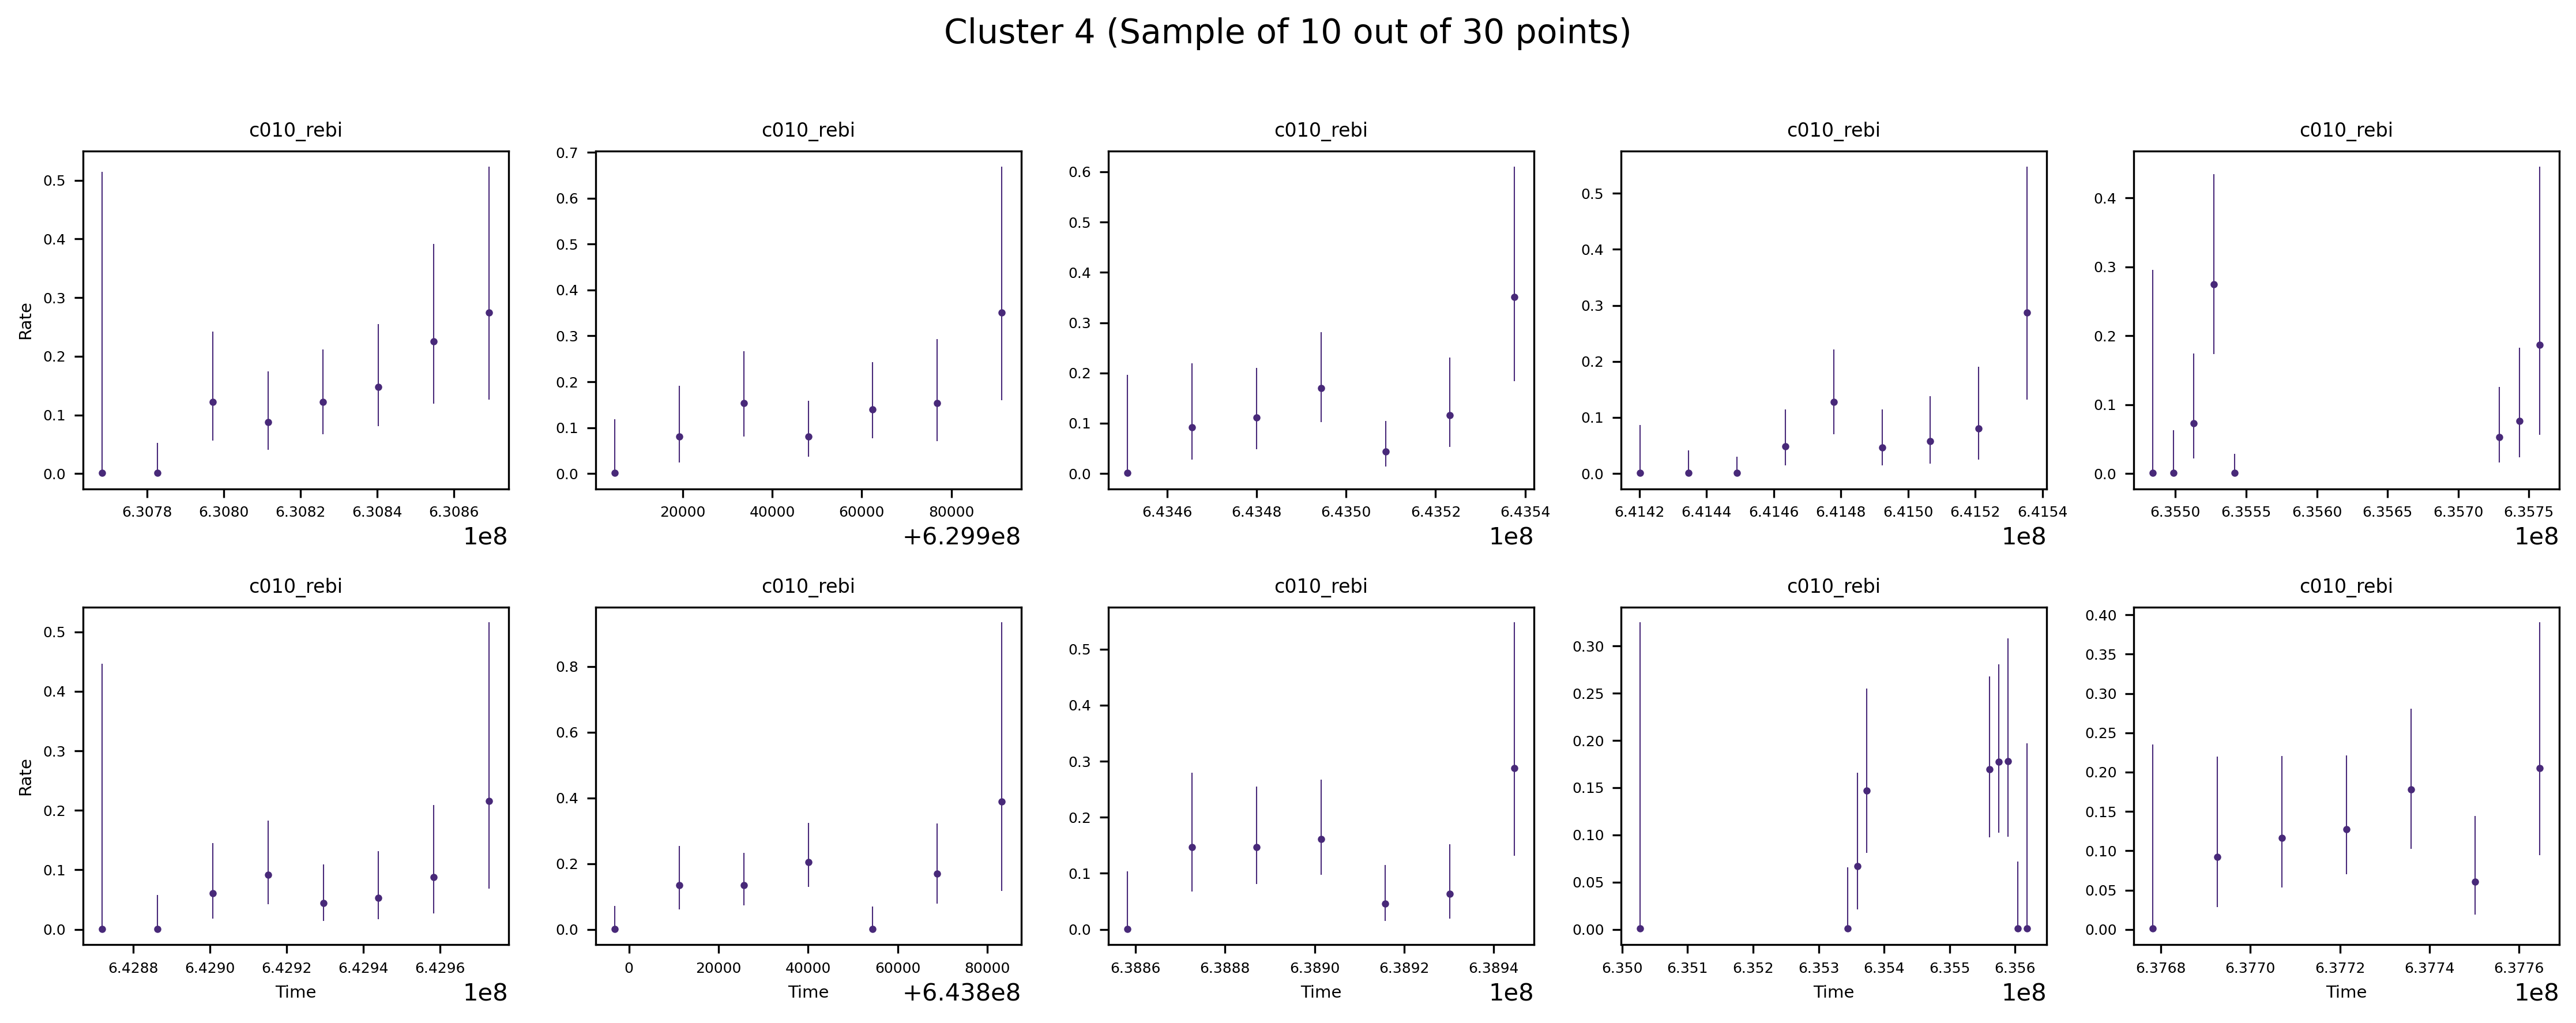 Cluster 4 (Sample of 10 out of 30 points)
c010_rebi c010_rebi c010_rebi c010_rebi c010_rebi
Rate
0.5
0.4
0.3
0.2
0.1
0.0
6.3078 6.3080 6.3082 6.3084 6.3086
1e8
0.7
0.6
0.5
0.4
0.3
0.2
0.1
0.0
20000 40000 60000 80000
+6.299e8
0.6
0.5
0.4
0.3
0.2
0.1
0.0
6.4346 6.4348 6.4350 6.4352 6.4354
1e8
0.5
0.4
0.3
0.2
0.1
0.0
6.4142 6.4144 6.4146 6.4148 6.4150 6.4152 6.4154
1e8
0.4
0.3
0.2
0.1
0.0
6.3550 6.3555 6.3560 6.3565 6.3570 6.3575
1e8
c010_rebi c010_rebi c010_rebi c010_rebi c010_rebi
Rate
0.5
0.4
0.3
0.2
0.1
0.0
6.4288 6.4290 6.4292 6.4294 6.4296
Time 1e8
0.8
0.6
0.4
0.2
0.0
0 20000 40000 60000 80000
Time +6.438e8
0.5
0.4
0.3
0.2
0.1
0.0
6.3886 6.3888 6.3890 6.3892 6.3894
Time 1e8
0.30
0.25
0.20
0.15
0.10
0.05
0.00
6.350 6.351 6.352 6.353 6.354 6.355 6.356
Time 1e8
0.40
0.35
0.30
0.25
0.20
0.15
0.10
0.05
0.00
6.3768 6.3770 6.3772 6.3774 6.3776
Time 1e8